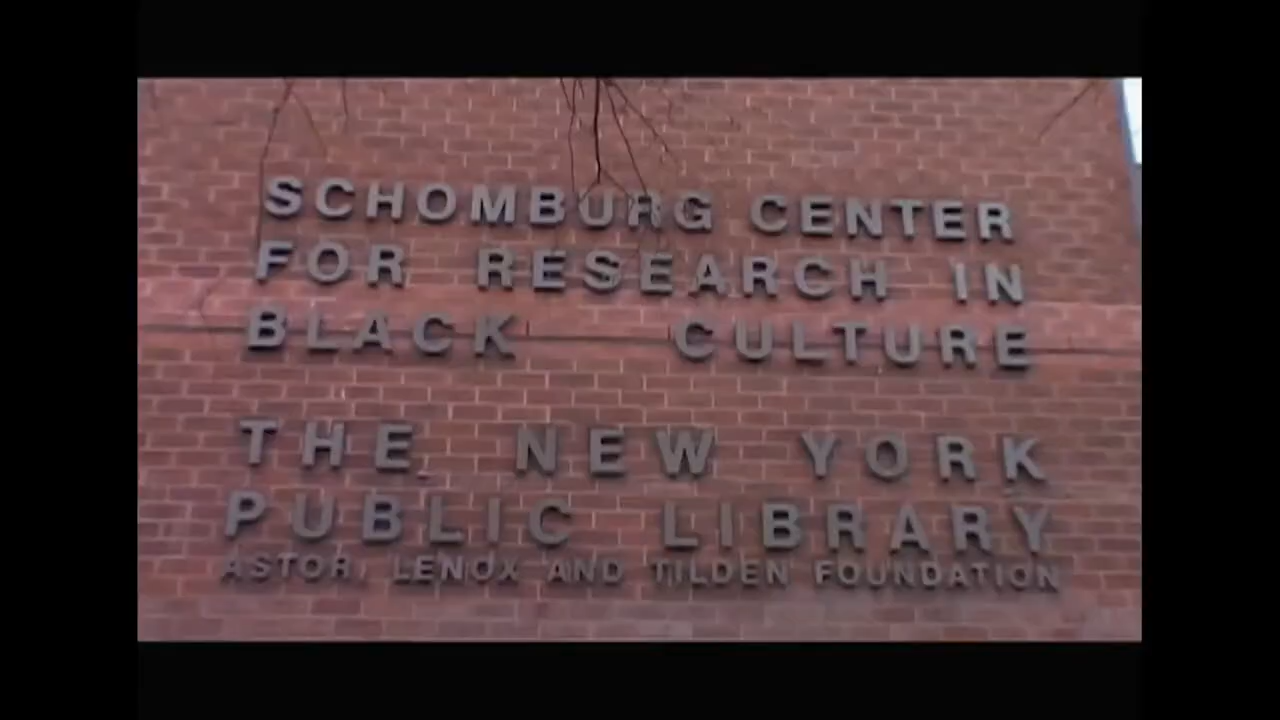 SCHOMBURG CENTER
FOR RESEARCH IN
BLACK CULTURE
THE NEW YORK
PUBLIC LIBRARY
ASTOR, LENOX AND TILDEN FOUNDATION